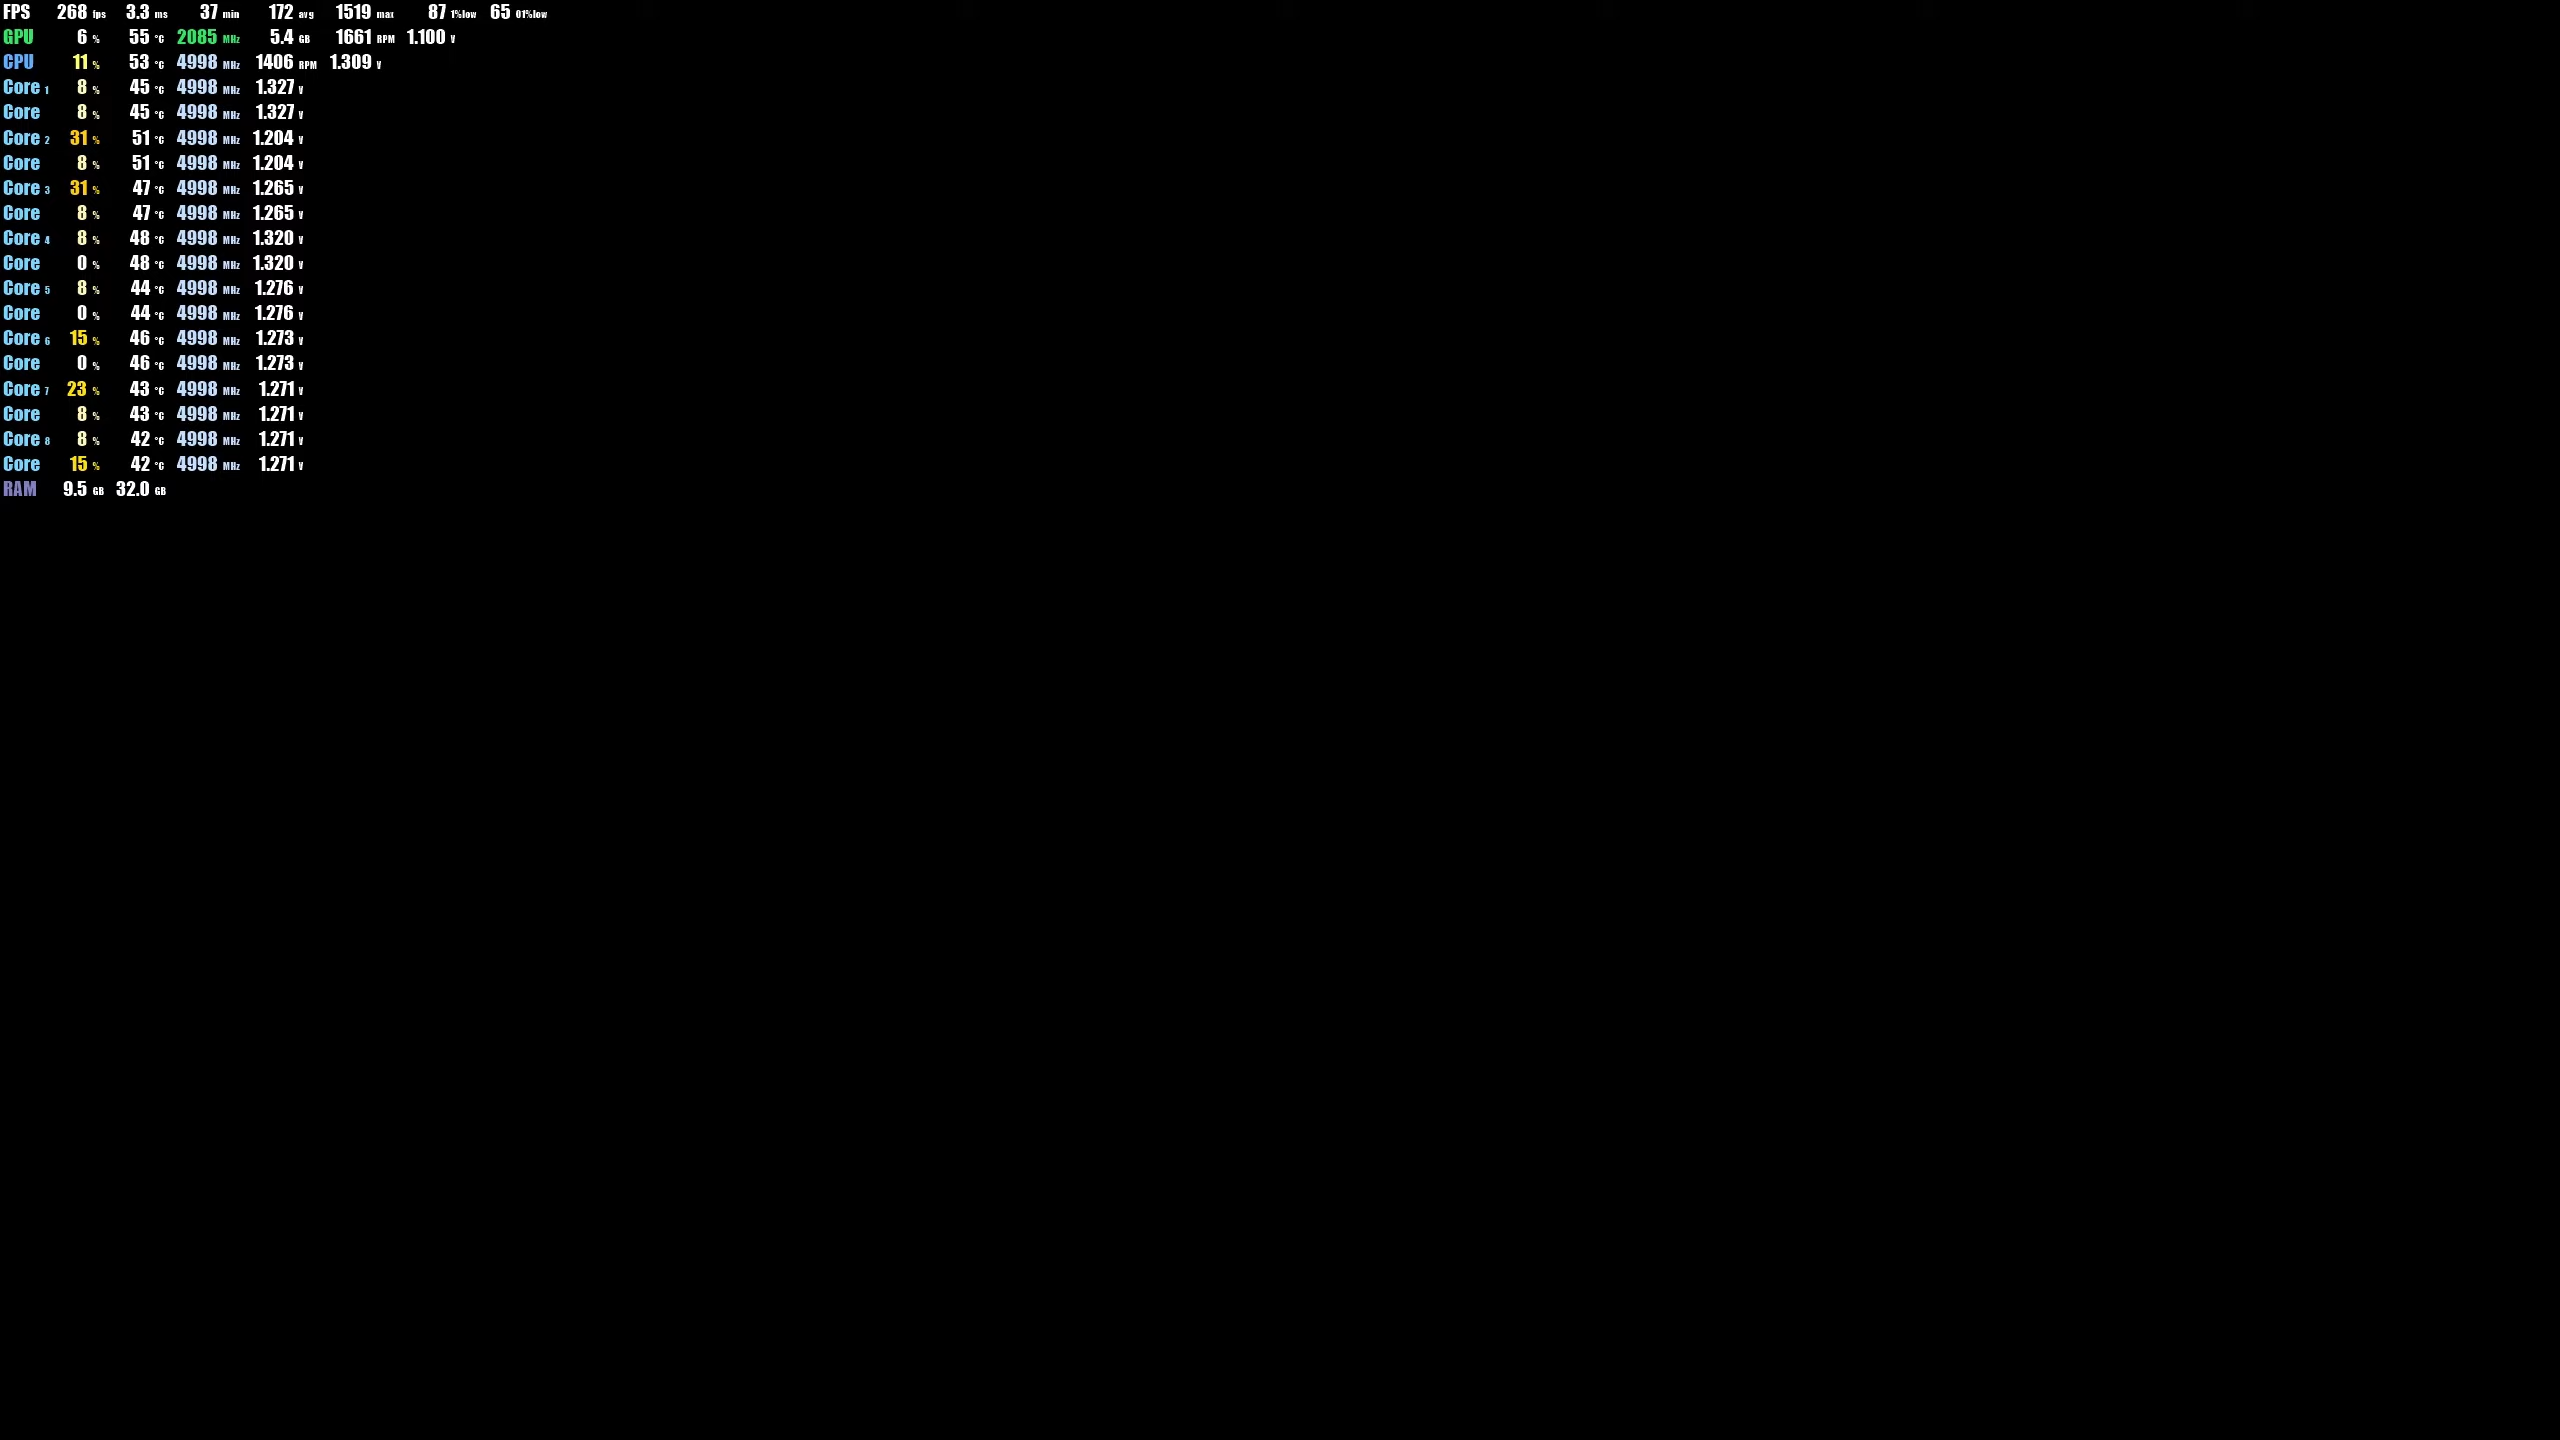 FPS 268 fps 3.3 ms 37 min 172 avg 1519 max 87 1%low 65 01%low
GPU 6 % 55 °C 2085 MHz 5.4 GB 1661 RPM 1.100 V
CPU 11 % 53 °C 4998 MHz 1406 RPM 1.309 V
Core 1 8 % 45 °C 4998 MHz 1.327 V
Core 8 % 45 °C 4998 MHz 1.327 V
Core 2 31 % 51 °C 4998 MHz 1.204 V
Core 8 % 51 °C 4998 MHz 1.204 V
Core 3 31 % 47 °C 4998 MHz 1.265 V
Core 8 % 47 °C 4998 MHz 1.265 V
Core 4 8 % 48 °C 4998 MHz 1.320 V
Core 0 % 48 °C 4998 MHz 1.320 V
Core 5 8 % 44 °C 4998 MHz 1.276 V
Core 0 % 44 °C 4998 MHz 1.276 V
Core 6 15 % 46 °C 4998 MHz 1.273 V
Core 0 % 46 °C 4998 MHz 1.273 V
Core 7 23 % 43 °C 4998 MHz 1.271 V
Core 8 % 43 °C 4998 MHz 1.271 V
Core 8 8 % 42 °C 4998 MHz 1.271 V
Core 15 % 42 °C 4998 MHz 1.271 V
RAM 9.5 GB 32.0 GB